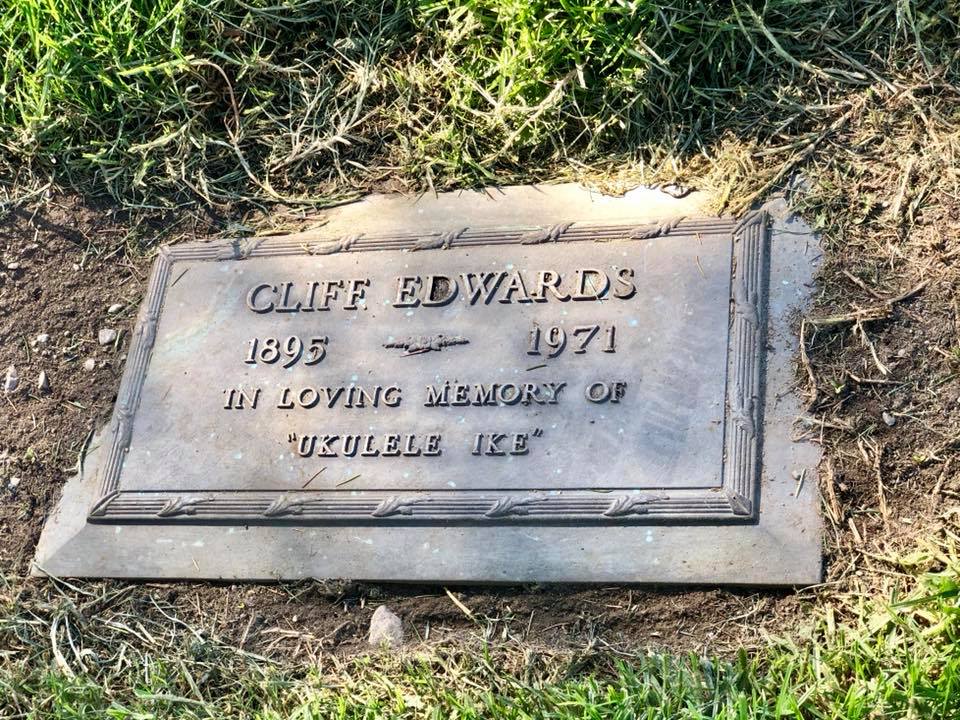 CLIFF EDWARDS
1895 1971
IN LOVING MEMORY OF
"UKULELE IKE"